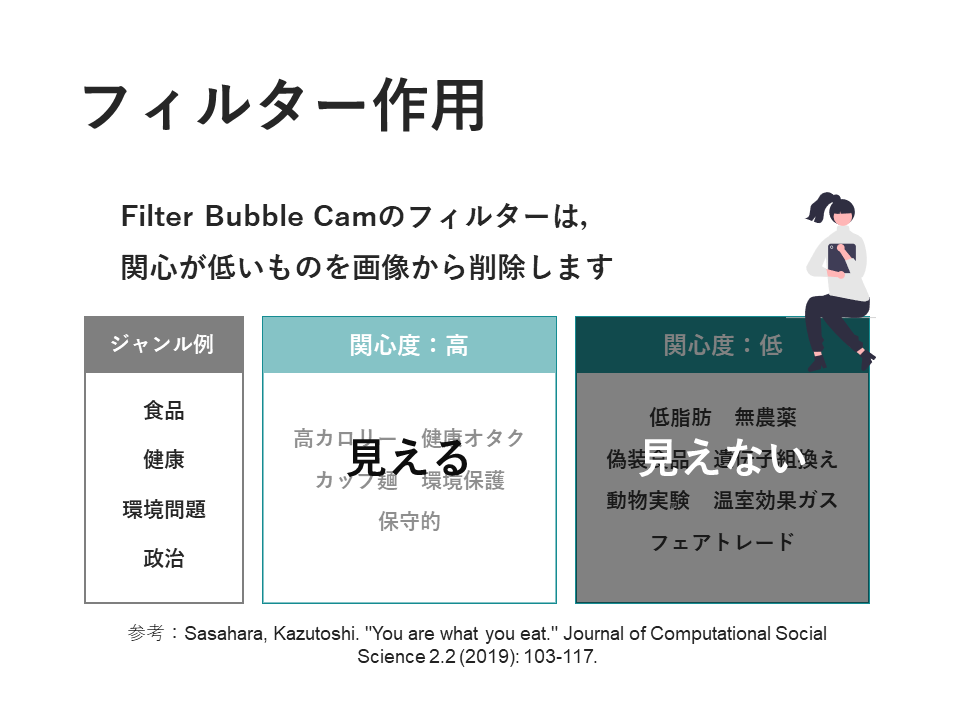 フィルター作用
Filter Bubble Camのフィルターは,
関心が低いものを画像から削除します
ジャンル例
食品
健康
環境問題
政治
関心度：高
高カロリー　健康オタク
見える
カップ麺　環境保護
保守的
関心度：低
低脂肪　無農薬
偽装食品　遺伝子組換え
見えない
動物実験　温室効果ガス
フェアトレード
参考：Sasahara, Kazutoshi. "You are what you eat." Journal of Computational Social
Science 2.2 (2019): 103-117.